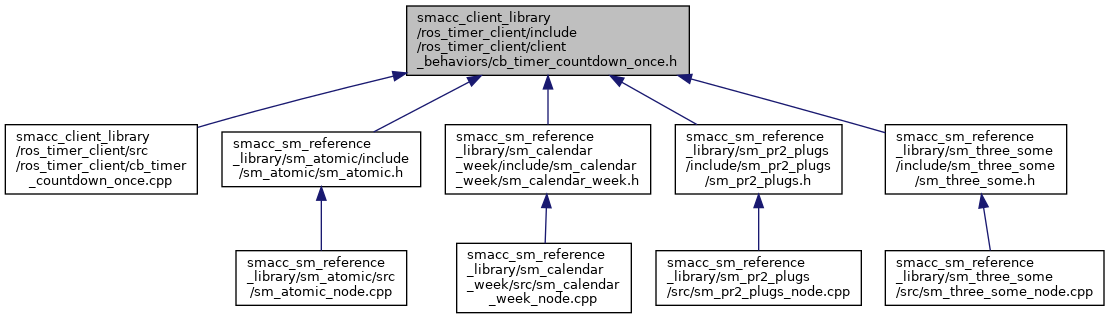 smacc_client_library
/ros_timer_client/include
/ros_timer_client/client
_behaviors/cb_timer_countdown_once.h
smacc_client_library
/ros_timer_client/src
/ros_timer_client/cb_timer
_countdown_once.cpp
smacc_sm_reference
_library/sm_atomic/include
/sm_atomic/sm_atomic.h
smacc_sm_reference
_library/sm_calendar
_week/include/sm_calendar
_week/sm_calendar_week.h
smacc_sm_reference
_library/sm_pr2_plugs
/include/sm_pr2_plugs
/sm_pr2_plugs.h
smacc_sm_reference
_library/sm_three_some
/include/sm_three_some
/sm_three_some.h
smacc_sm_reference
_library/sm_atomic/src
/sm_atomic_node.cpp
smacc_sm_reference
_library/sm_calendar
_week/src/sm_calendar
_week_node.cpp
smacc_sm_reference
_library/sm_pr2_plugs
/src/sm_pr2_plugs_node.cpp
smacc_sm_reference
_library/sm_three_some
/src/sm_three_some_node.cpp